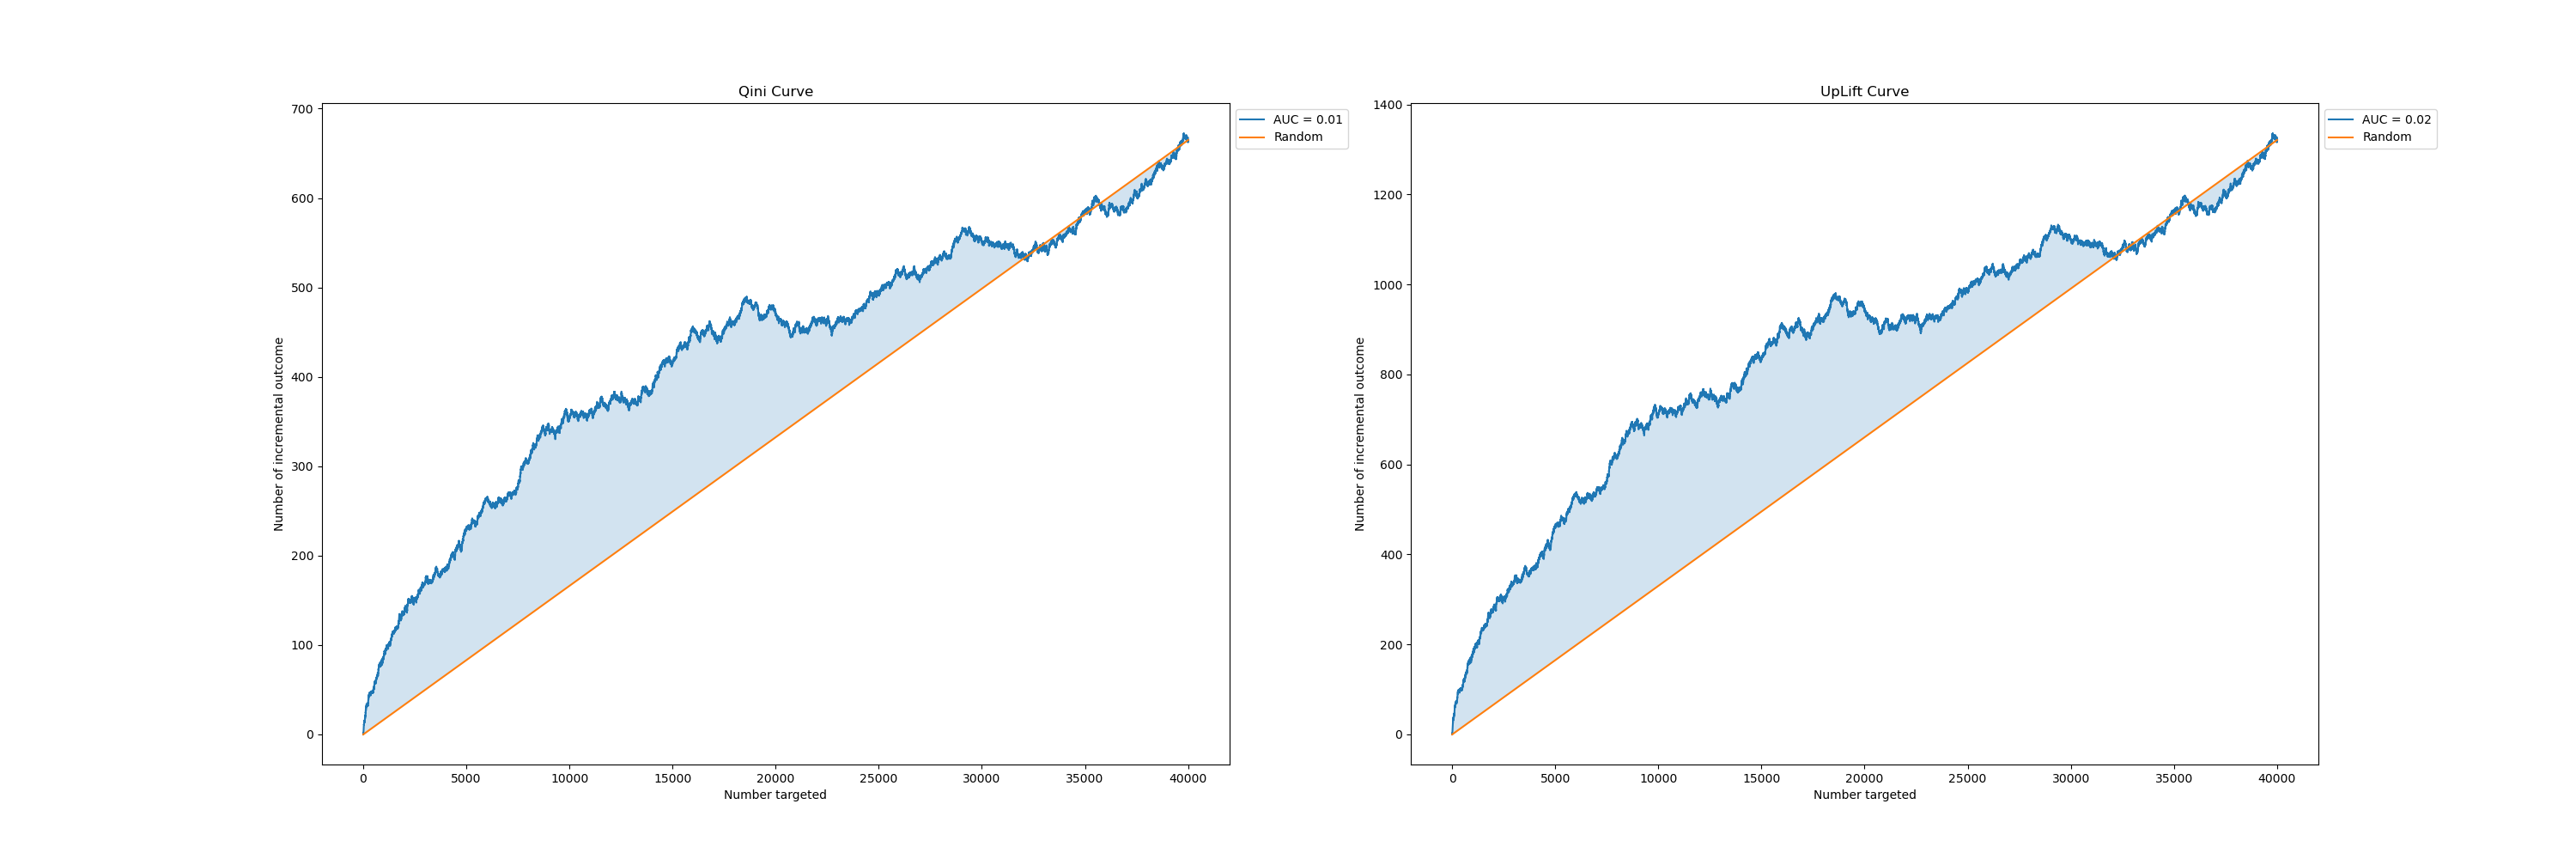 Qini Curve
700
600
500
400
300
200
100
0
Number of incremental outcome
0 5000 10000 15000 20000 25000 30000 35000 40000
Number targeted
AUC = 0.01
Random
UpLift Curve
1400
1200
1000
800
600
400
200
0
Number of incremental outcome
0 5000 10000 15000 20000 25000 30000 35000 40000
Number targeted
AUC = 0.02
Random